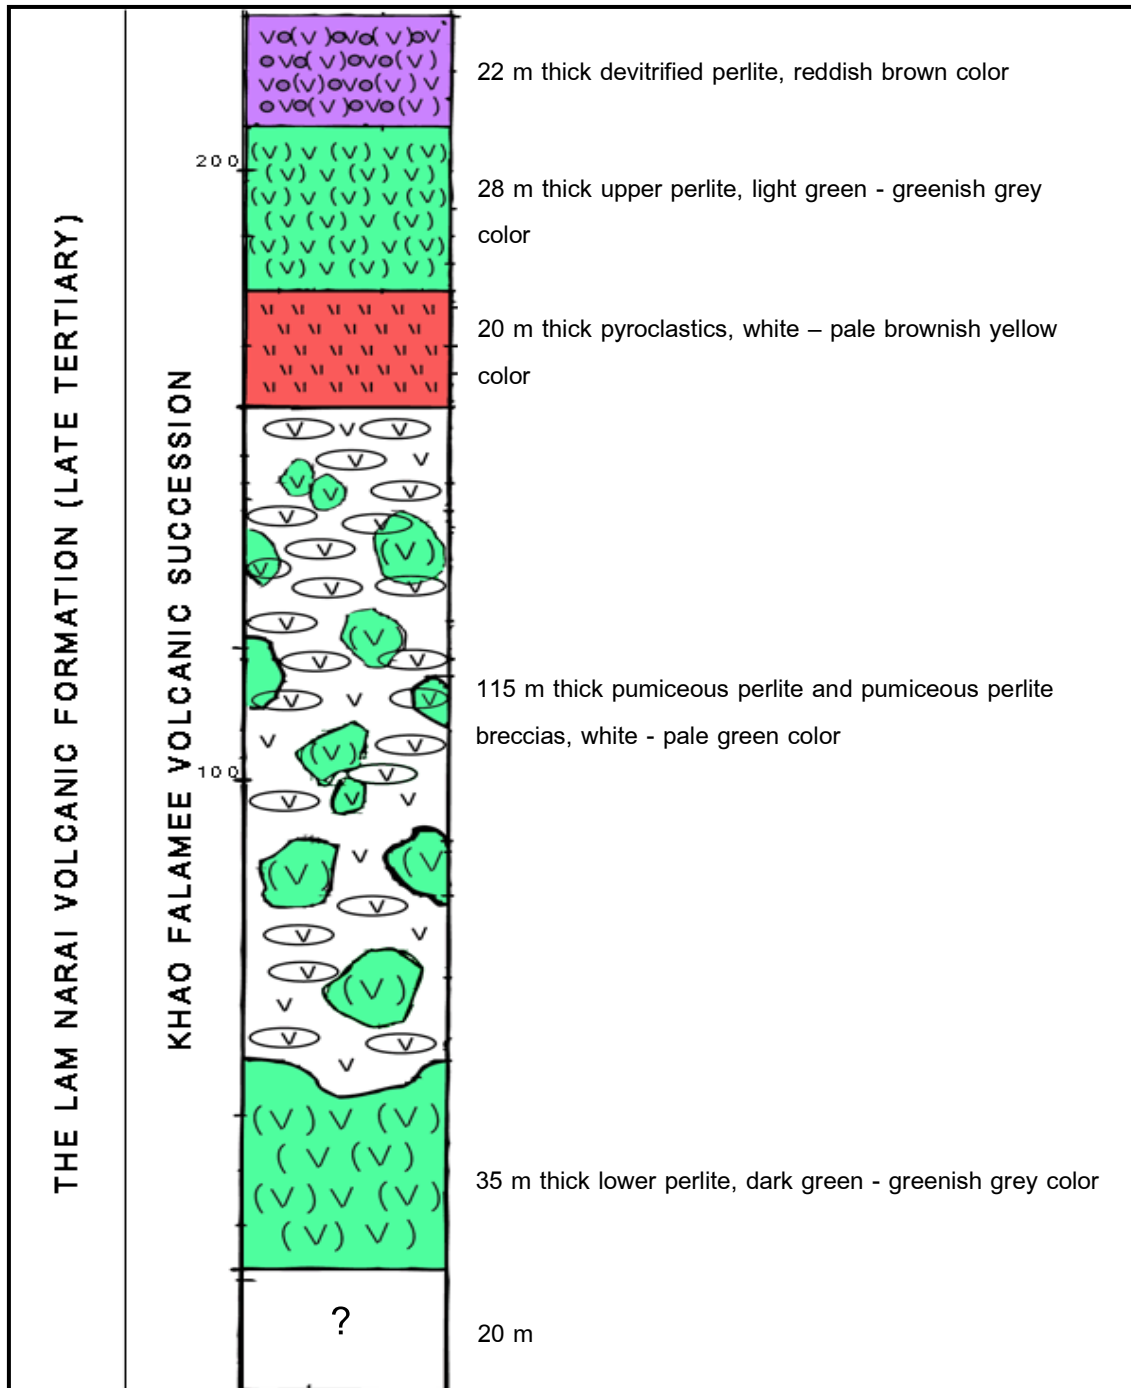 THE LAM NARAI VOLCANIC FORMATION (LATE TERTIARY)
KHAO FALAMEE VOLCANIC SUCCESSION
22 m thick devitrified perlite, reddish brown color
200
28 m thick upper perlite, light green - greenish grey
color
20 m thick pyroclastics, white – pale brownish yellow
color
115 m thick pumiceous perlite and pumiceous perlite
breccias, white - pale green color
100
35 m thick lower perlite, dark green - greenish grey color
?
20 m